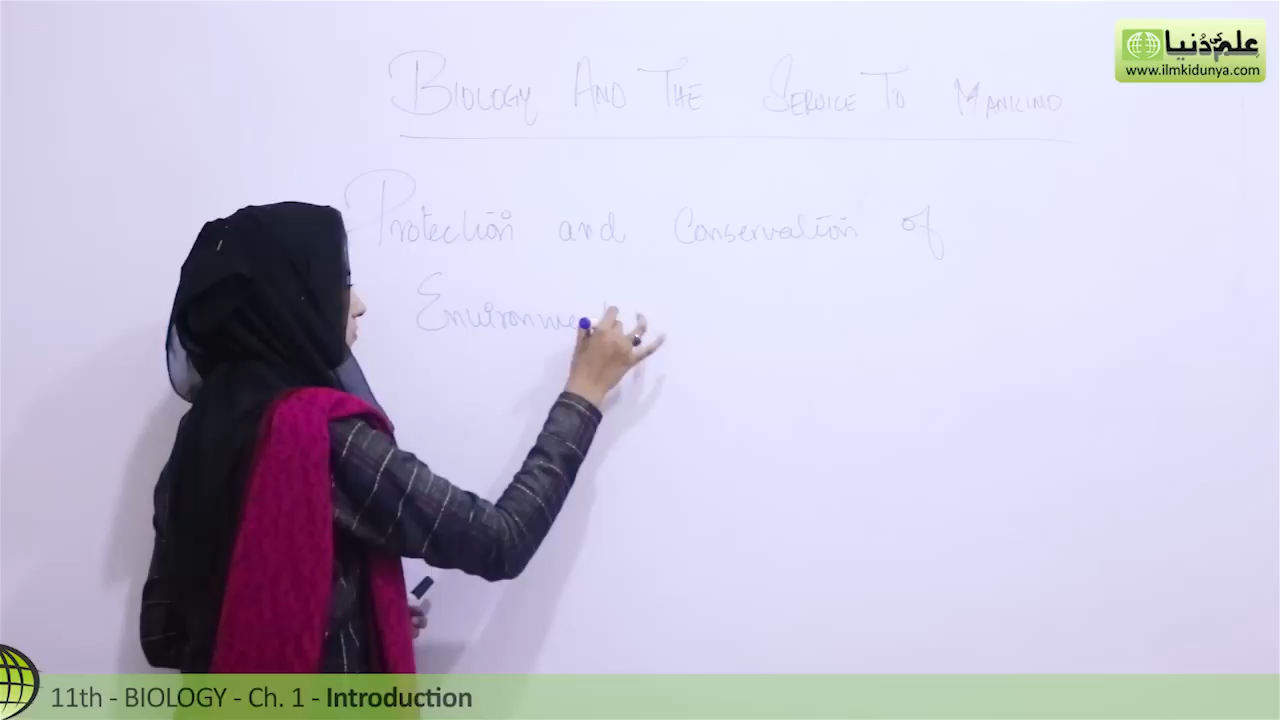 علم کی دُنیا
www.ilmkidunya.com
BIOLOGY AND THE SERVICE TO MANKIND
Protection and Conservation of
Environme
11th - BIOLOGY - Ch. 1 - Introduction